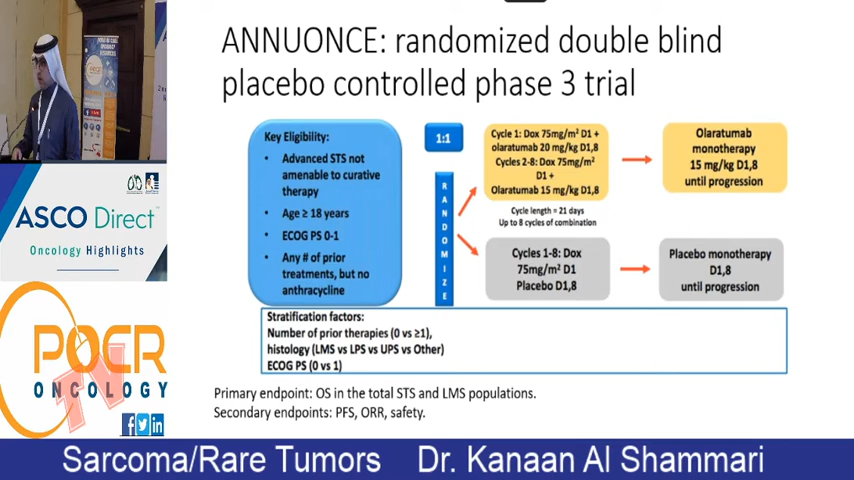 ANNUONCE: randomized double blind
placebo controlled phase 3 trial
Key Eligibility:
• Advanced STS not
amenable to curative
therapy
• Age ≥ 18 years
• ECOG PS 0-1
• Any # of prior
treatments, but no
anthracycline
1:1
RANDOMIZE
Cycle 1: Dox 75mg/m² D1 +
olaratumab 20 mg/kg D1,8
Cycles 2-8: Dox 75mg/m²
D1 +
Olaratumab 15 mg/kg D1,8
Olaratumab
monotherapy
15 mg/kg D1,8
until progression
Cycle length = 21 days
Up to 8 cycles of combination
Cycles 1-8: Dox
75mg/m² D1
Placebo D1,8
Placebo monotherapy
D1,8
until progression
Stratification factors:
Number of prior therapies (0 vs ≥1),
histology (LMS vs LPS vs UPS vs Other)
ECOG PS (0 vs 1)
Primary endpoint: OS in the total STS and LMS populations.
Secondary endpoints: PFS, ORR, safety.
ASCO Direct™
Oncology Highlights
POCR
ONCOLOGY
TV
Sarcoma/Rare Tumors Dr. Kanaan Al Shammari